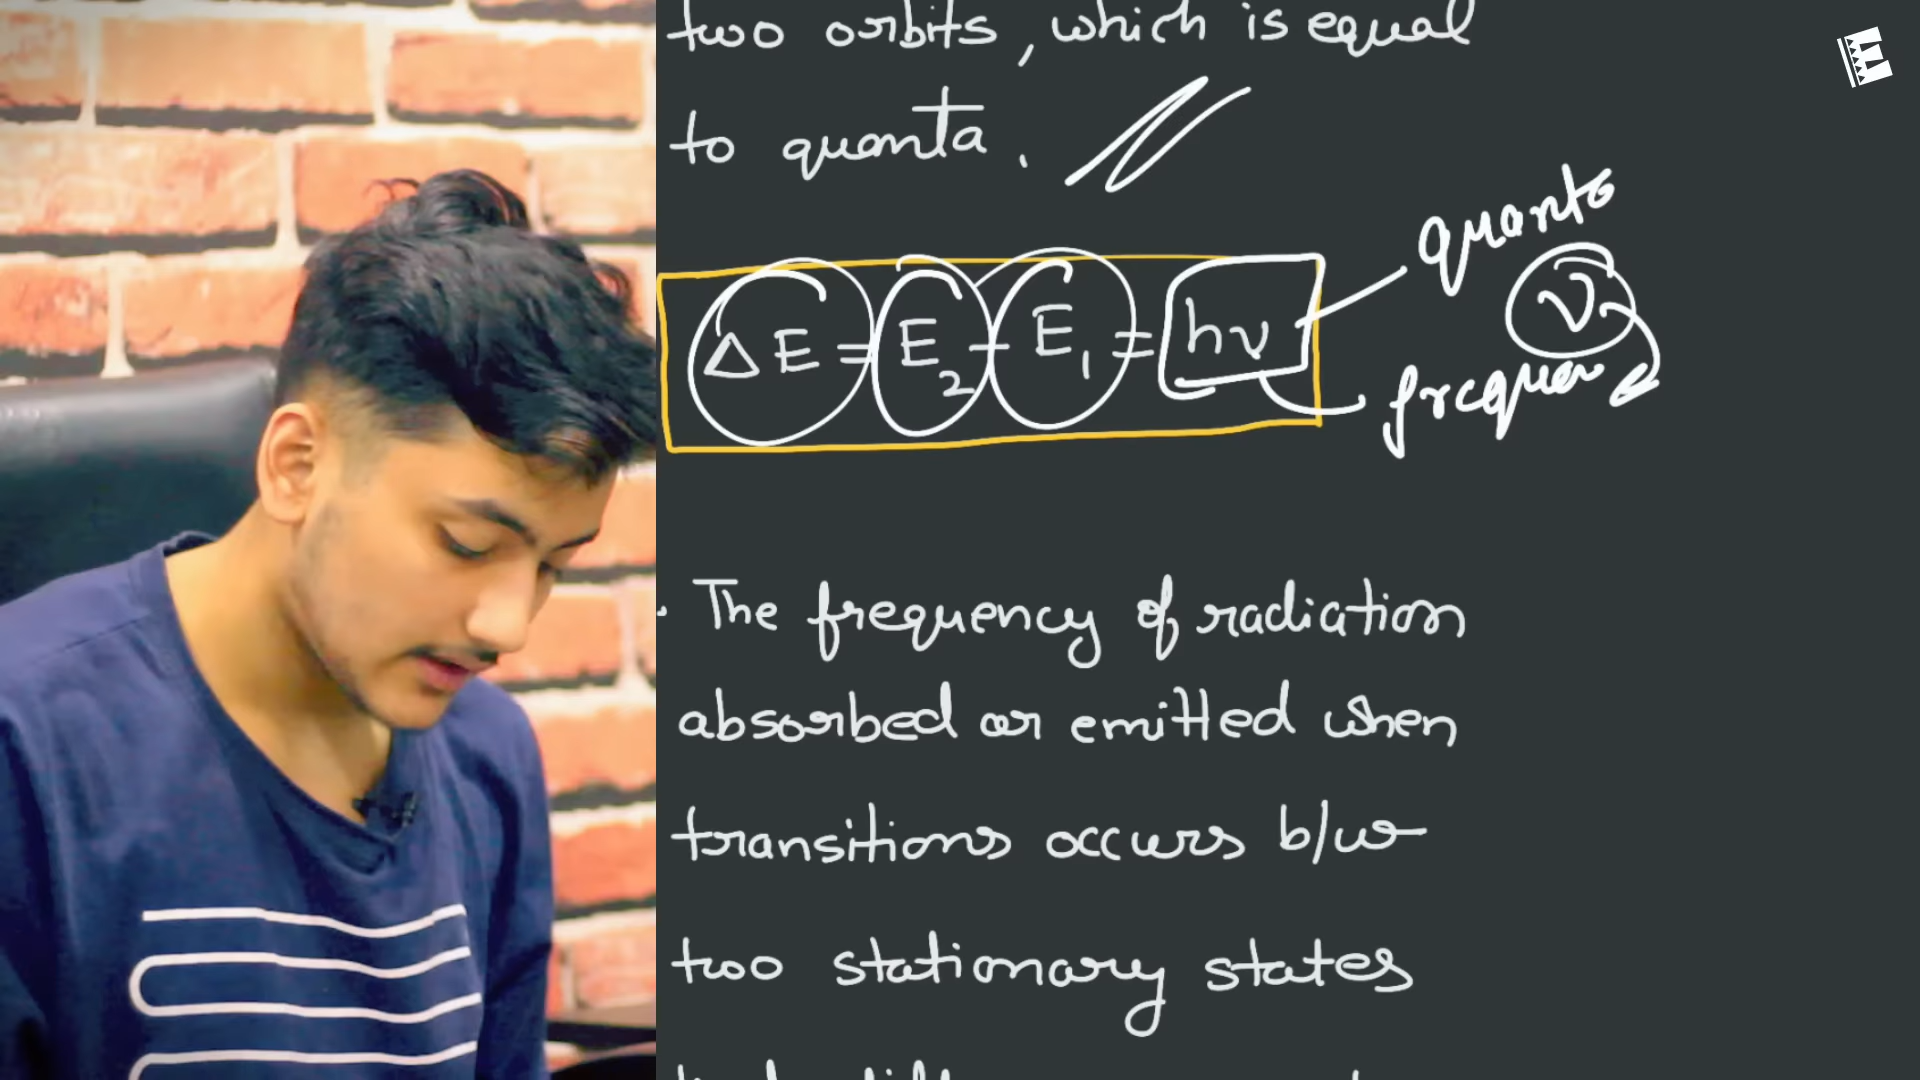 two orbits, which is equal
to quanta.
quanta
ΔE = E₂ - E₁ = hν
ν
frequen
. The frequency of radiation
absorbed or emitted when
transitions occurs b/w
two stationary states